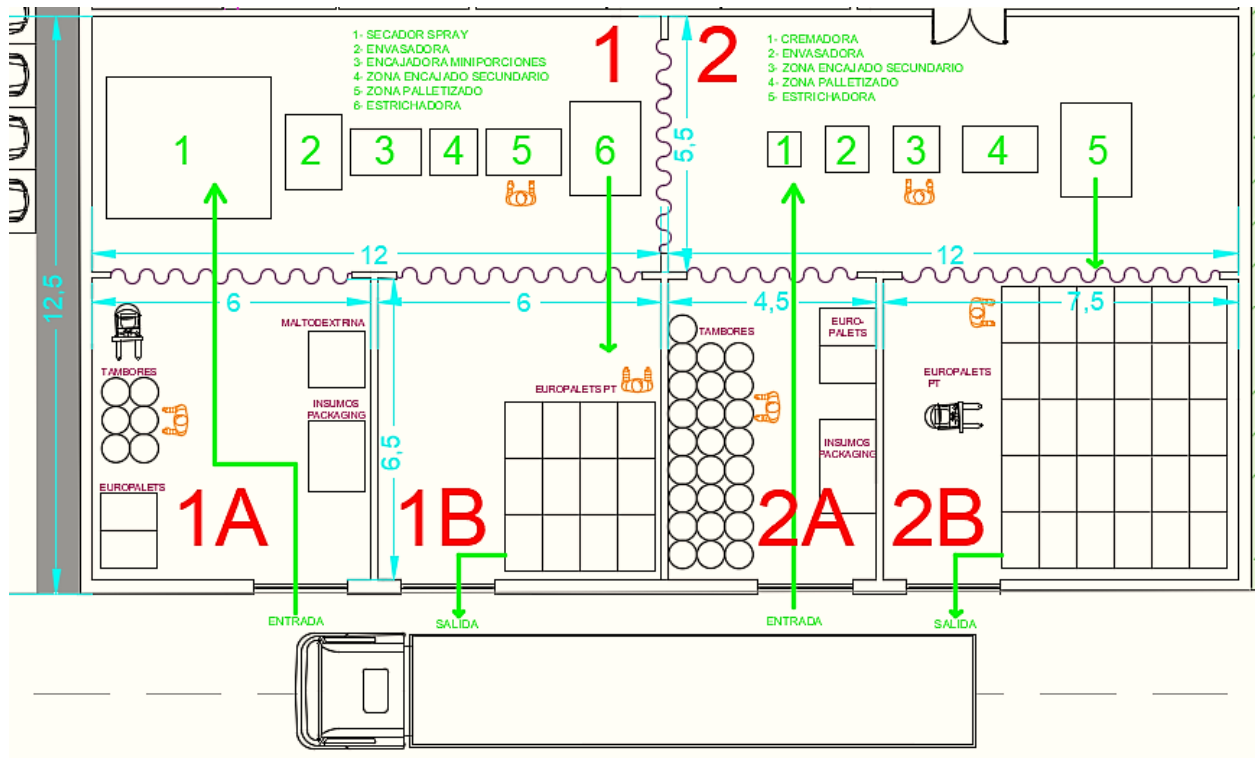 1- SECADOR SPRAY
2- ENVASADORA
3- ENCAJADORA MINIPORCIONES
4- ZONA ENCAJADO SECUNDARIO
5- ZONA PALLETIZADO
6- ESTRICHADORA
1
2
1- CREMADORA
2- ENVASADORA
3- ZONA ENCAJADO SECUNDARIO
4- ZONA PALLETIZADO
5- ESTRICHADORA
1
2
3
4
5
6
5,5
1
2
3
4
5
12
12
12,5
6
6
4,5
7,5
MALTODEXTRINA
TAMBORES
INSUMOS
PACKAGING
EUROPALETS
1A
6,5
EUROPALETS PT
1B
TAMBORES
EURO-
PALETS
INSUMOS
PACKAGING
2A
EUROPALETS
PT
2B
ENTRADA
SALIDA
ENTRADA
SALIDA